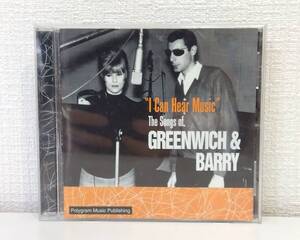 "I Can Hear Music"
The Songs of
GREENWICH &
BARRY
Polygram Music Publishing